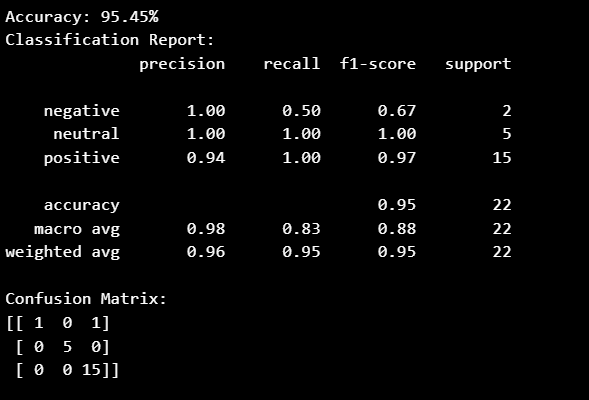 Accuracy: 95.45%
Classification Report:
              precision    recall  f1-score   support

    negative       1.00      0.50      0.67         2
     neutral       1.00      1.00      1.00         5
    positive       0.94      1.00      0.97        15

    accuracy                           0.95        22
   macro avg       0.98      0.83      0.88        22
weighted avg       0.96      0.95      0.95        22

Confusion Matrix:
[[ 1  0  1]
 [ 0  5  0]
 [ 0  0 15]]